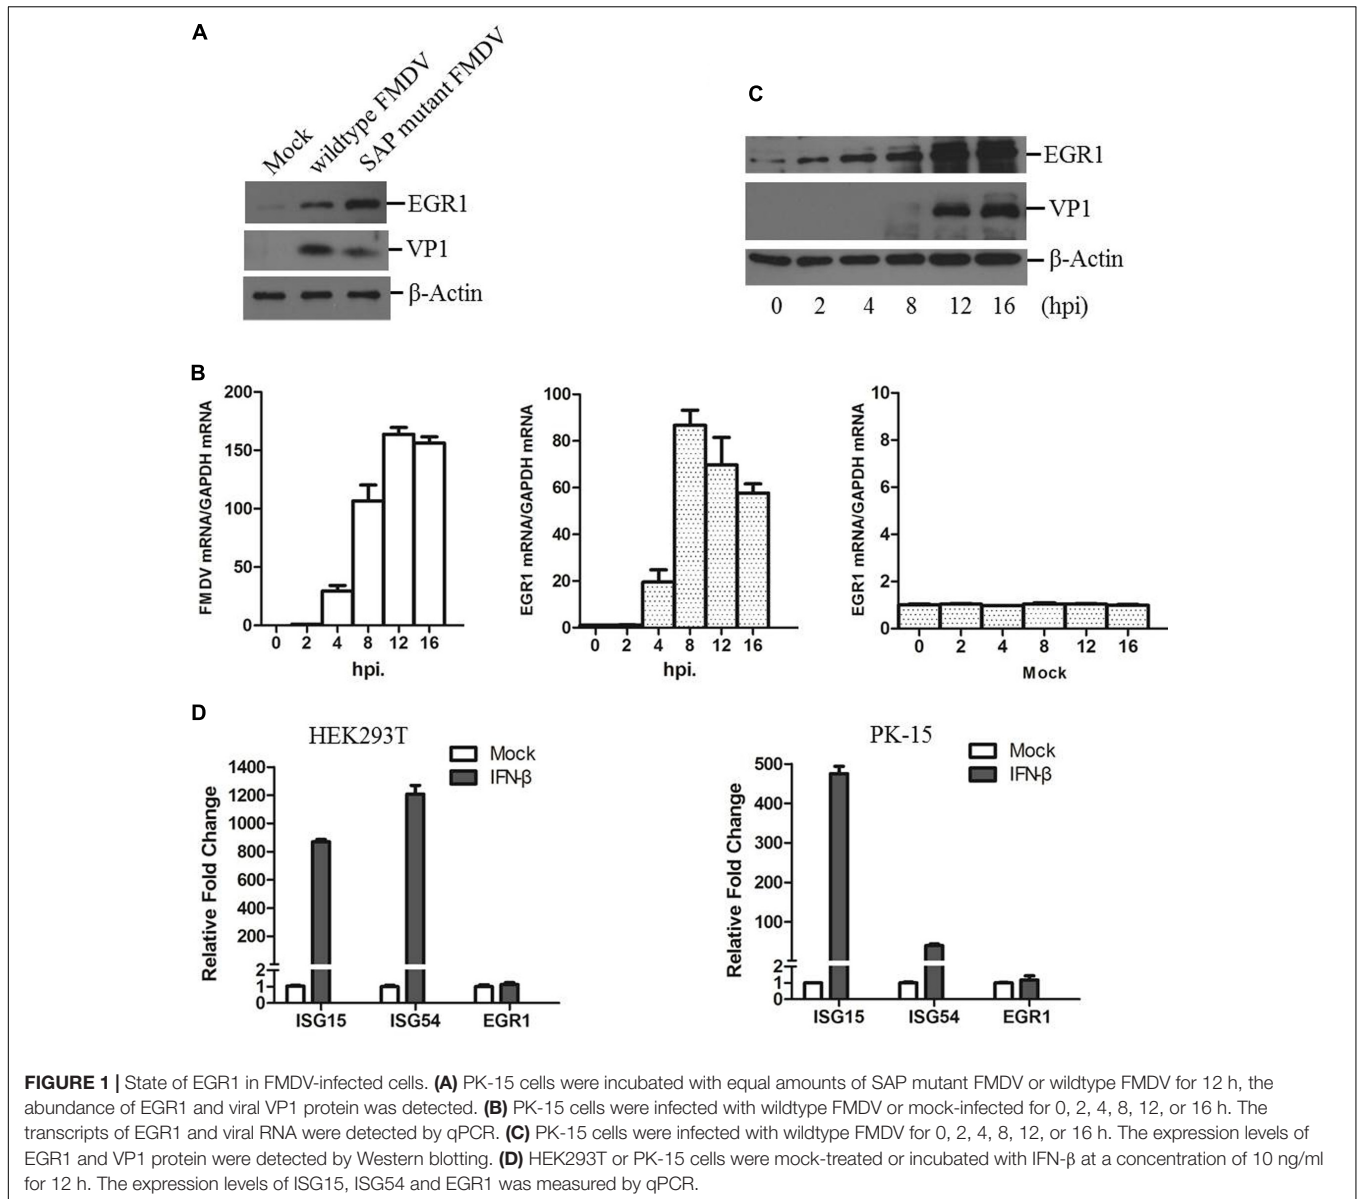 A
Mock
wildtype FMDV
SAP mutant FMDV
EGR1
VP1
β-Actin
C
EGR1
VP1
β-Actin
0 2 4 8 12 16 (hpi)
B
FMDV mRNA/GAPDH mRNA
200
150
100
50
0
0 2 4 8 12 16
hpi.
EGR1 mRNA/GAPDH mRNA
100
80
60
40
20
0
0 2 4 8 12 16
hpi.
EGR1 mRNA/GAPDH mRNA
10
8
6
4
2
0
0 2 4 8 12 16
Mock
D
HEK293T
Mock
IFN-β
Relative Fold Change
1400
1200
1000
800
600
400
200
2
1
0
ISG15 ISG54 EGR1
PK-15
Mock
IFN-β
Relative Fold Change
500
400
300
200
100
2
1
0
ISG15 ISG54 EGR1
FIGURE 1 | State of EGR1 in FMDV-infected cells. (A) PK-15 cells were incubated with equal amounts of SAP mutant FMDV or wildtype FMDV for 12 h, the
abundance of EGR1 and viral VP1 protein was detected. (B) PK-15 cells were infected with wildtype FMDV or mock-infected for 0, 2, 4, 8, 12, or 16 h. The
transcripts of EGR1 and viral RNA were detected by qPCR. (C) PK-15 cells were infected with wildtype FMDV for 0, 2, 4, 8, 12, or 16 h. The expression levels of
EGR1 and VP1 protein were detected by Western blotting. (D) HEK293T or PK-15 cells were mock-treated or incubated with IFN-β at a concentration of 10 ng/ml
for 12 h. The expression levels of ISG15, ISG54 and EGR1 was measured by qPCR.